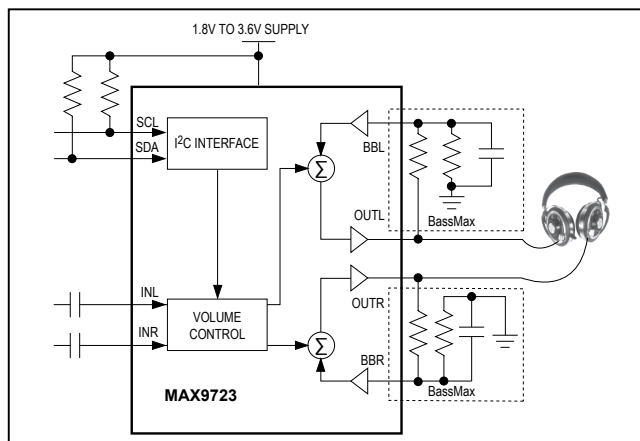 1.8V TO 3.6V SUPPLY
SCL
SDA
I²C INTERFACE
BBL
Σ
BassMax
OUTL
OUTR
INL
INR
VOLUME
CONTROL
Σ
BBR
BassMax
MAX9723